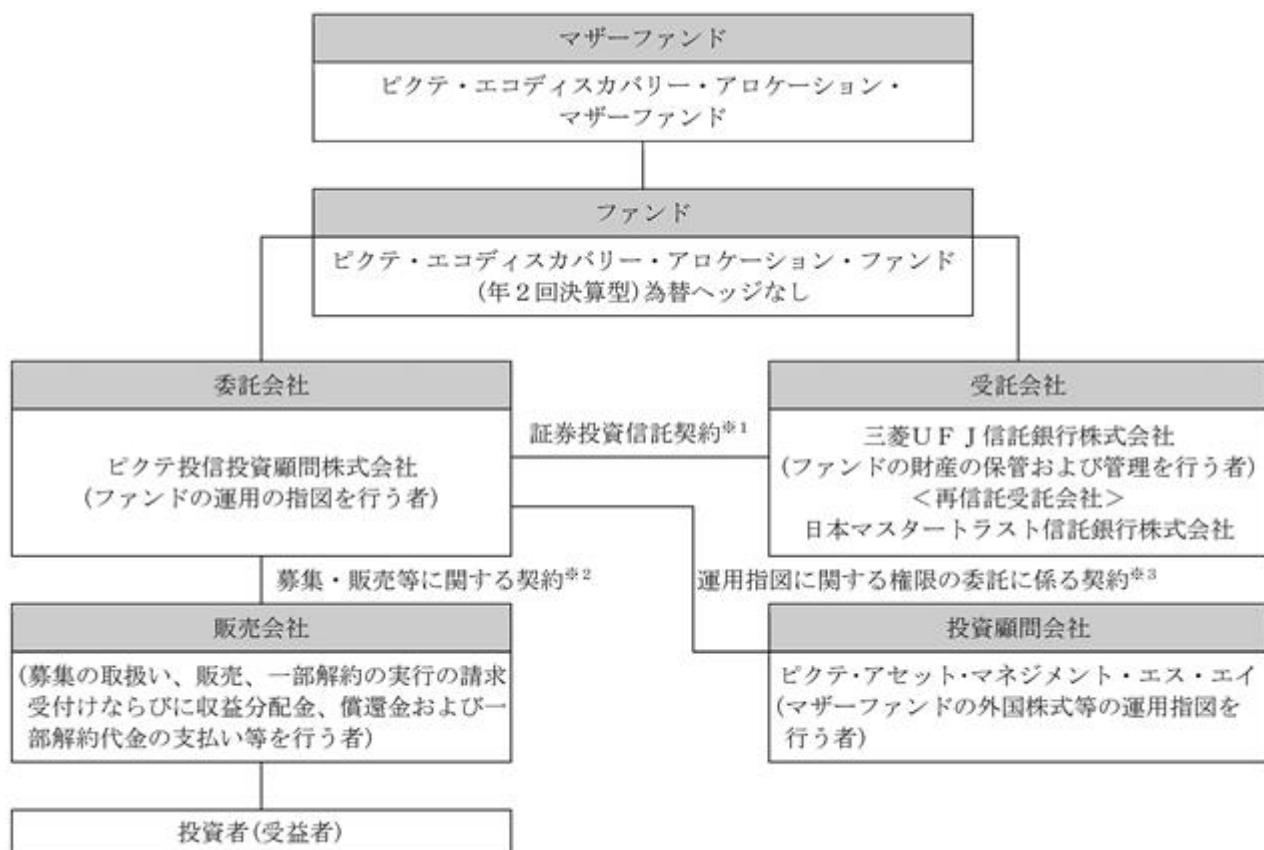 マザーファンド
ピクテ・エコディスカバリー・アロケーション・
マザーファンド
ファンド
ピクテ・エコディスカバリー・アロケーション・ファンド
(年２回決算型)為替ヘッジなし
委託会社
ピクテ投信投資顧問株式会社
(ファンドの運用の指図を行う者)
証券投資信託契約※1
受託会社
三菱ＵＦＪ信託銀行株式会社
(ファンドの財産の保管および管理を行う者)
＜再信託受託会社＞
日本マスタートラスト信託銀行株式会社
募集・販売等に関する契約※2
運用指図に関する権限の委託に係る契約※3
販売会社
(募集の取扱い、販売、一部解約の実行の請求
受付けならびに収益分配金、償還金および一
部解約代金の支払い等を行う者)
投資顧問会社
ピクテ・アセット・マネジメント・エス・エイ
(マザーファンドの外国株式等の運用指図を
行う者)
投資者(受益者)